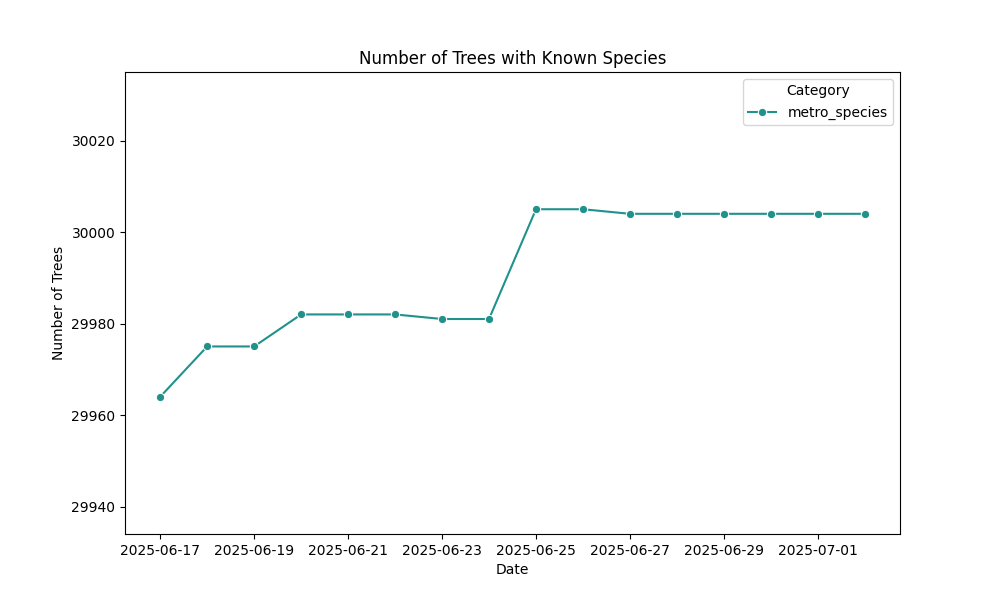 Number of Trees with Known Species
Category
metro_species
30020
30000
29980
29960
29940
Number of Trees
2025-06-17 2025-06-19 2025-06-21 2025-06-23 2025-06-25 2025-06-27 2025-06-29 2025-07-01
Date